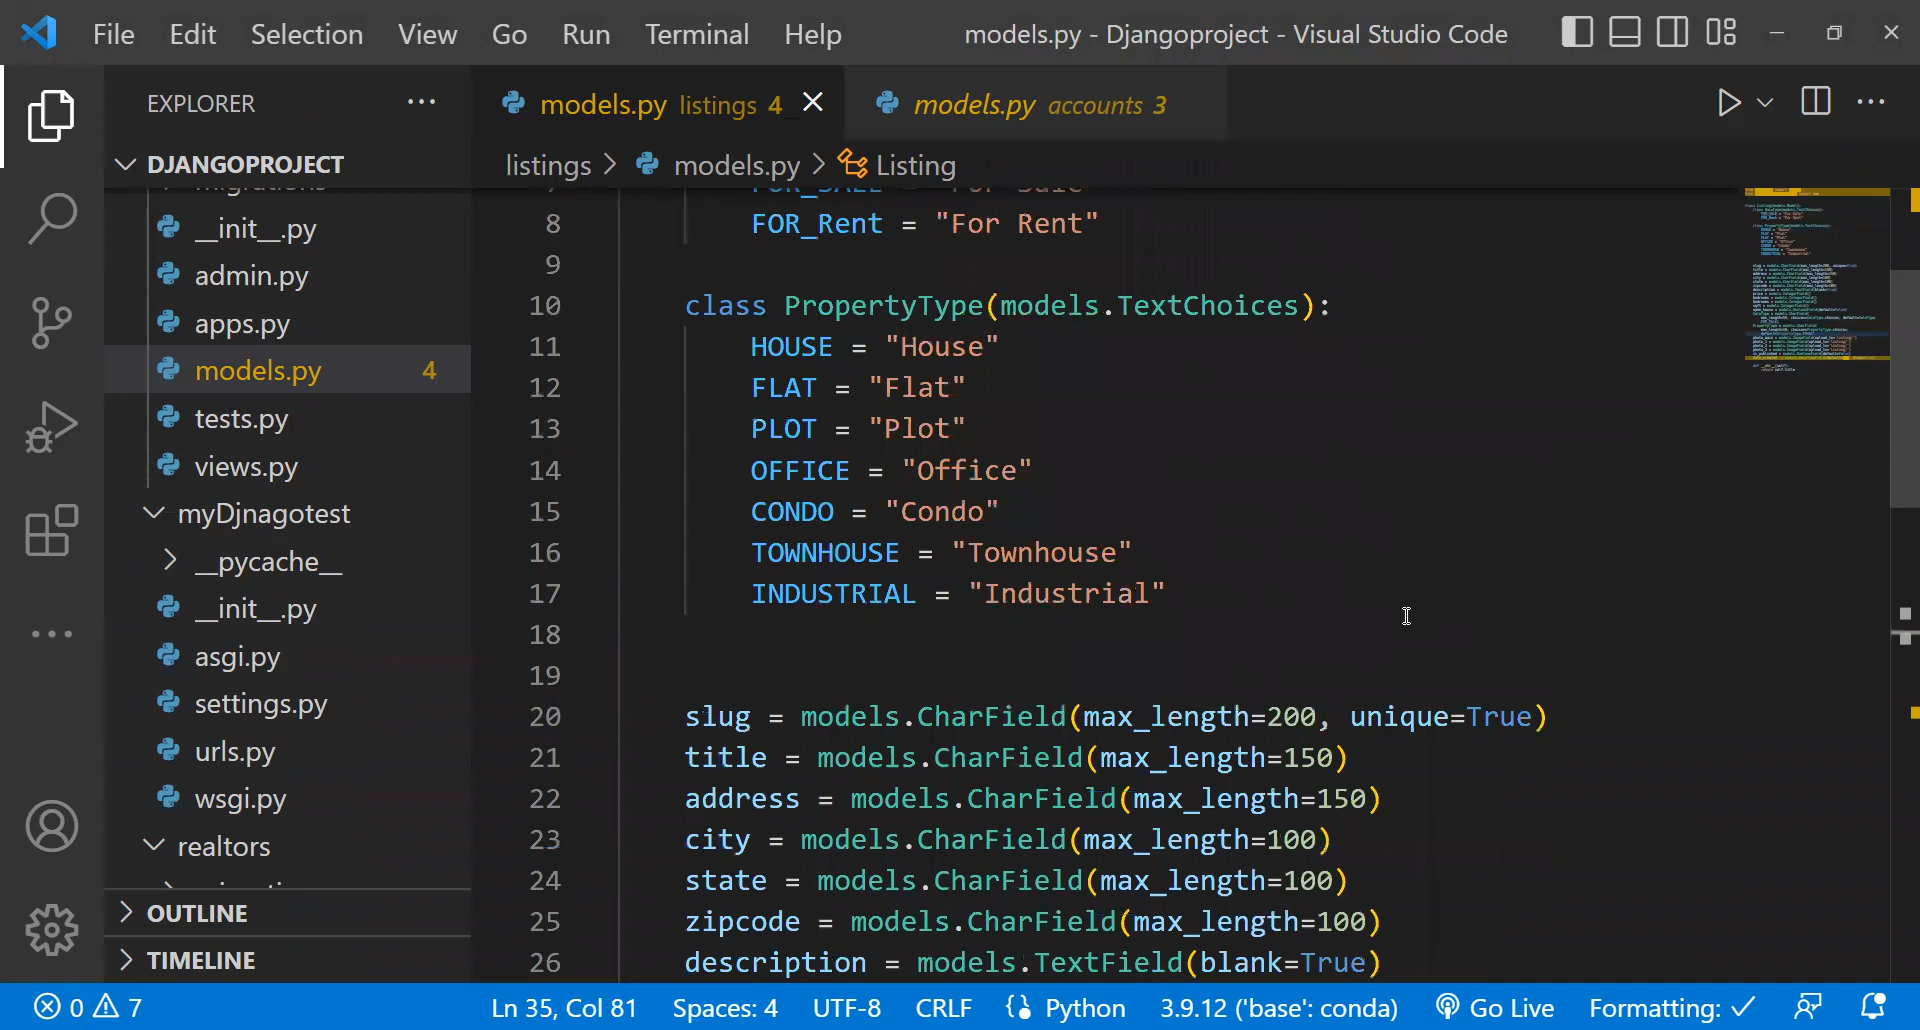 File Edit Selection View Go Run Terminal Help models.py - Djangoproject - Visual Studio Code
EXPLORER ...
models.py listings 4
models.py accounts 3
DJANGOPROJECT
listings > models.py > Listing
__init__.py
admin.py
apps.py
models.py 4
tests.py
views.py
myDjnagotest
__pycache__
__init__.py
asgi.py
settings.py
urls.py
wsgi.py
realtors
OUTLINE
TIMELINE
8 FOR_Rent = "For Rent"
9
10 class PropertyType(models.TextChoices):
11 HOUSE = "House"
12 FLAT = "Flat"
13 PLOT = "Plot"
14 OFFICE = "Office"
15 CONDO = "Condo"
16 TOWNHOUSE = "Townhouse"
17 INDUSTRIAL = "Industrial"
18
19
20 slug = models.CharField(max_length=200, unique=True)
21 title = models.CharField(max_length=150)
22 address = models.CharField(max_length=150)
23 city = models.CharField(max_length=100)
24 state = models.CharField(max_length=100)
25 zipcode = models.CharField(max_length=100)
26 description = models.TextField(blank=True)
0 7 Ln 35, Col 81 Spaces: 4 UTF-8 CRLF Python 3.9.12 ('base': conda) Go Live Formatting: ✓